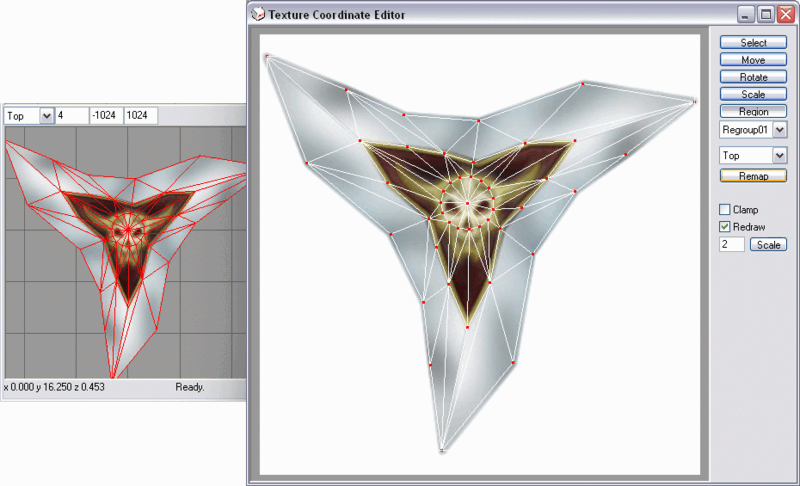 Texture Coordinate Editor
Top 4 -1024 1024
x 0.000 y 16.250 z 0.453 Ready.
Select
Move
Rotate
Scale
Region
Regroup01
Top
Remap
Clamp
Redraw
2 Scale